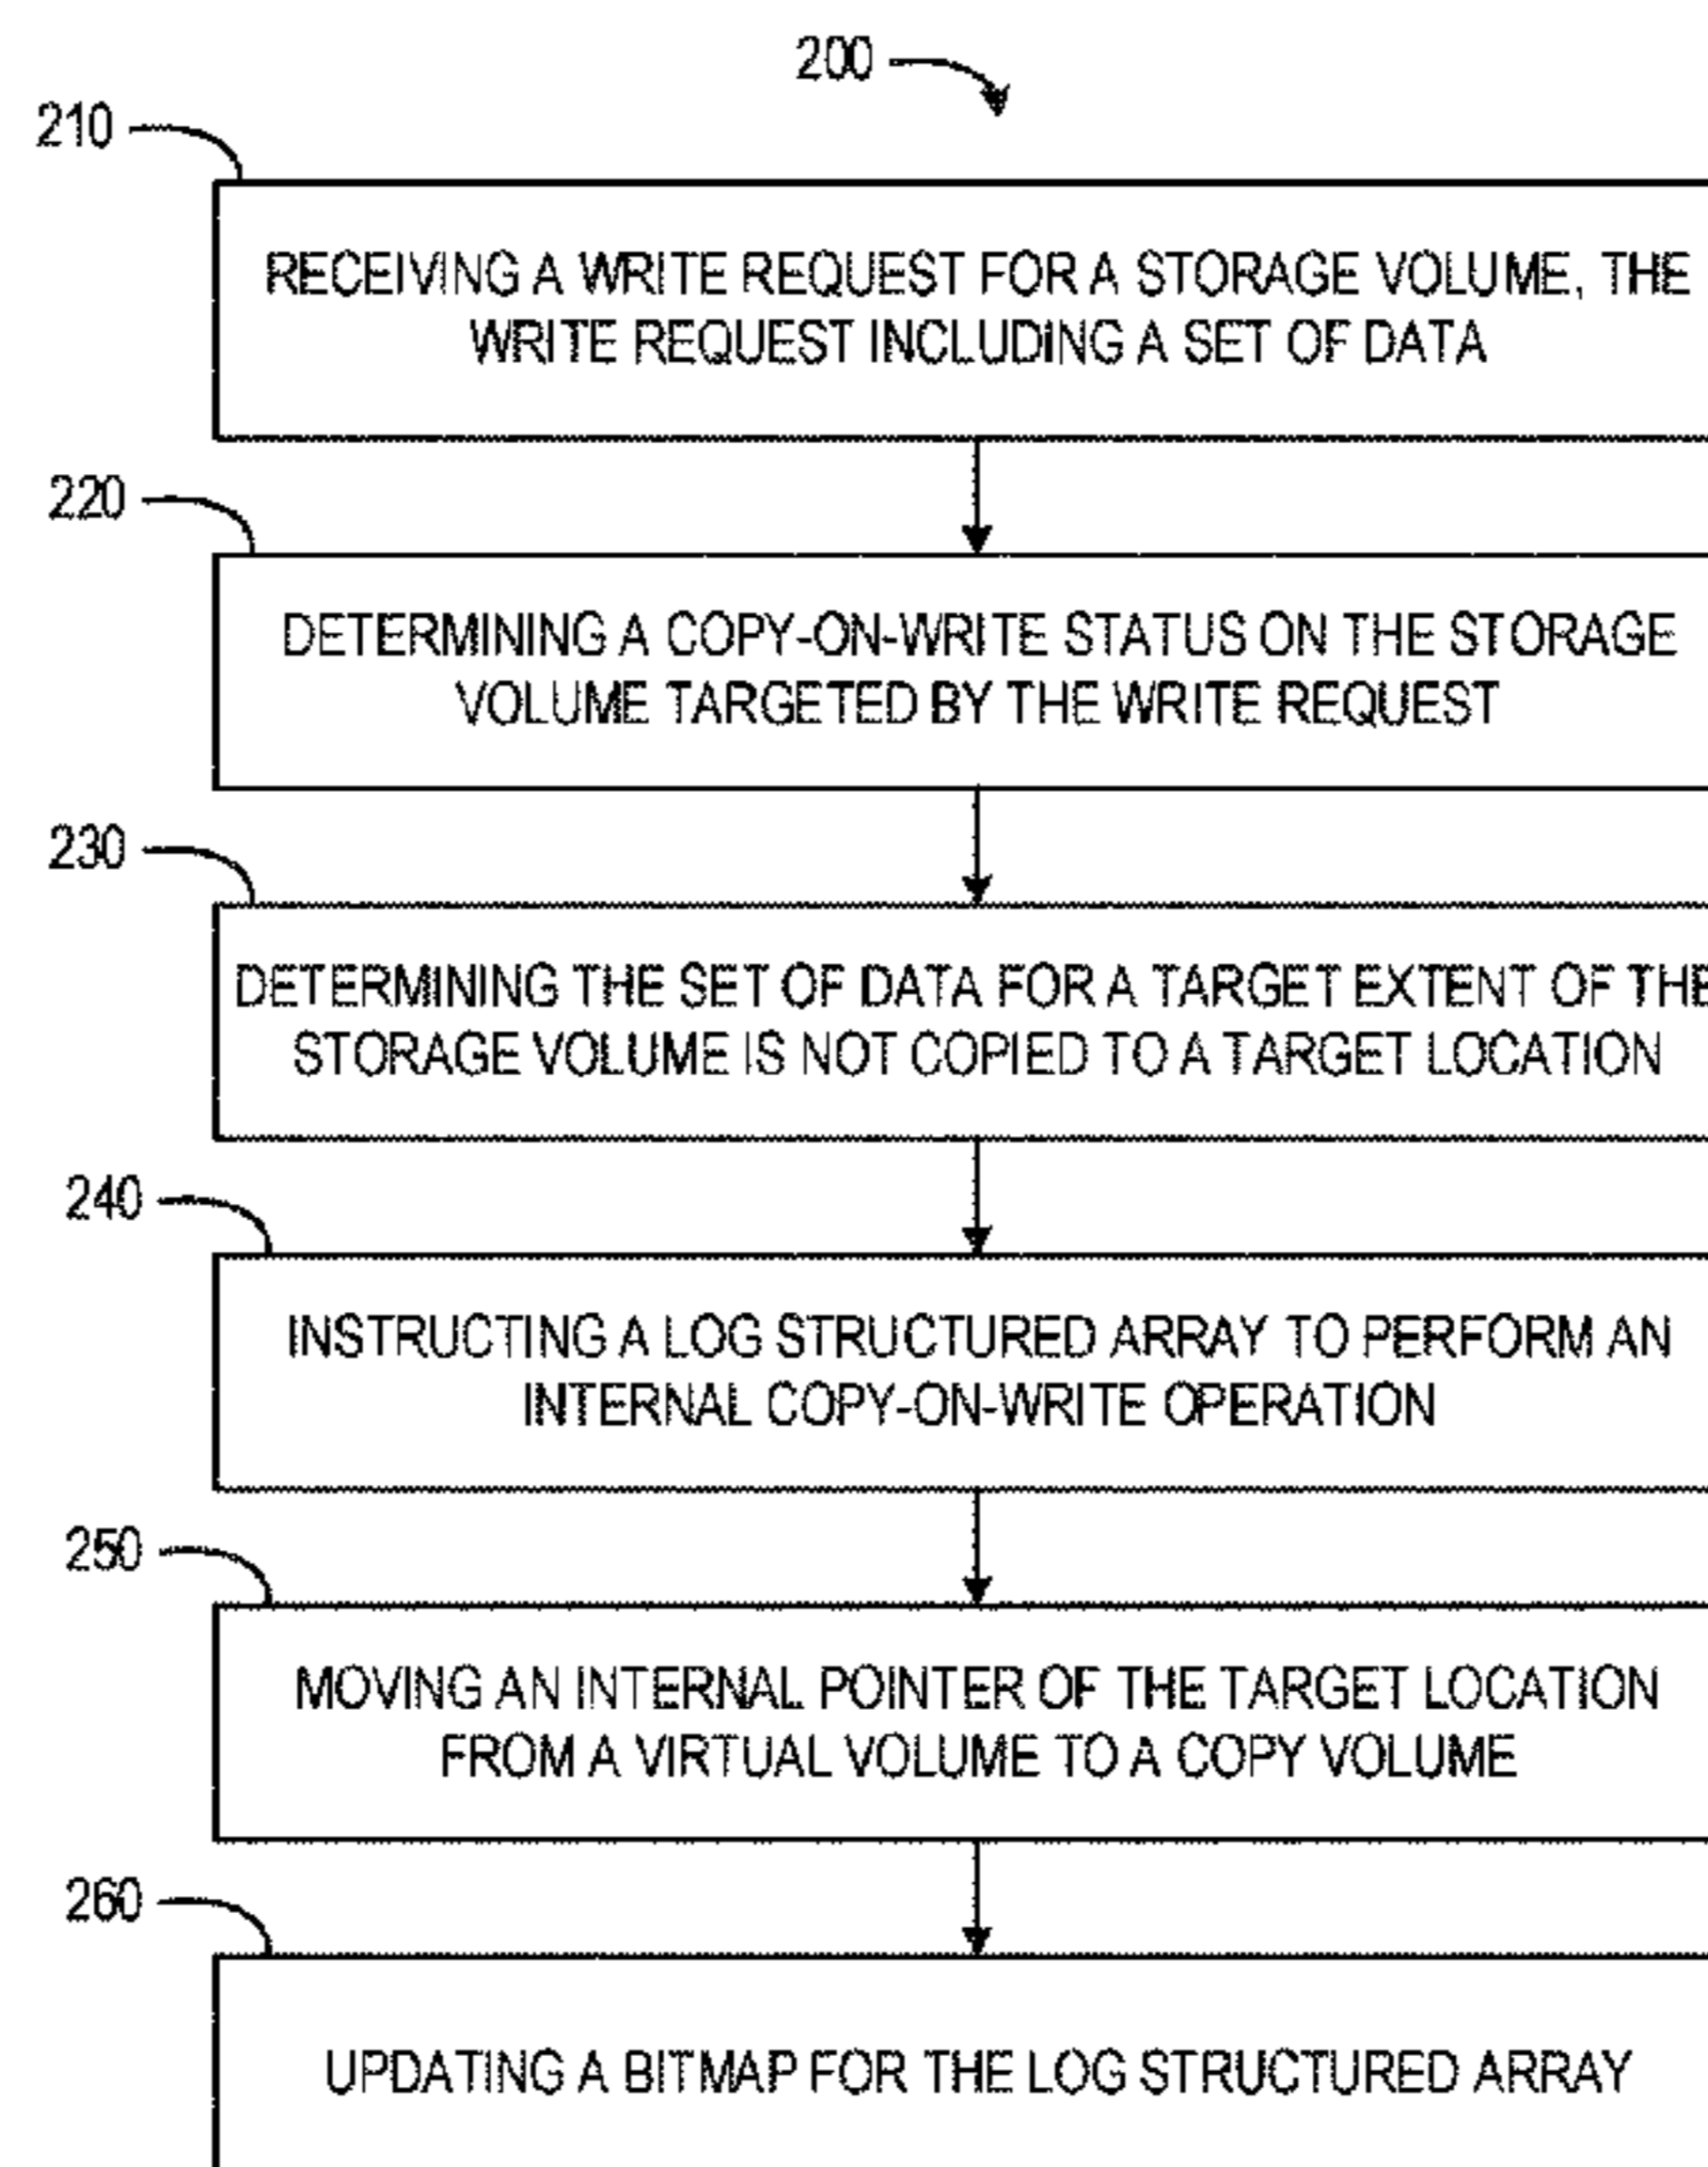 200
210
RECEIVING A WRITE REQUEST FOR A STORAGE VOLUME, THE
WRITE REQUEST INCLUDING A SET OF DATA
220
DETERMINING A COPY-ON-WRITE STATUS ON THE STORAGE
VOLUME TARGETED BY THE WRITE REQUEST
230
DETERMINING THE SET OF DATA FOR A TARGET EXTENT OF THE
STORAGE VOLUME IS NOT COPIED TO A TARGET LOCATION
240
INSTRUCTING A LOG STRUCTURED ARRAY TO PERFORM AN
INTERNAL COPY-ON-WRITE OPERATION
250
MOVING AN INTERNAL POINTER OF THE TARGET LOCATION
FROM A VIRTUAL VOLUME TO A COPY VOLUME
260
UPDATING A BITMAP FOR THE LOG STRUCTURED ARRAY